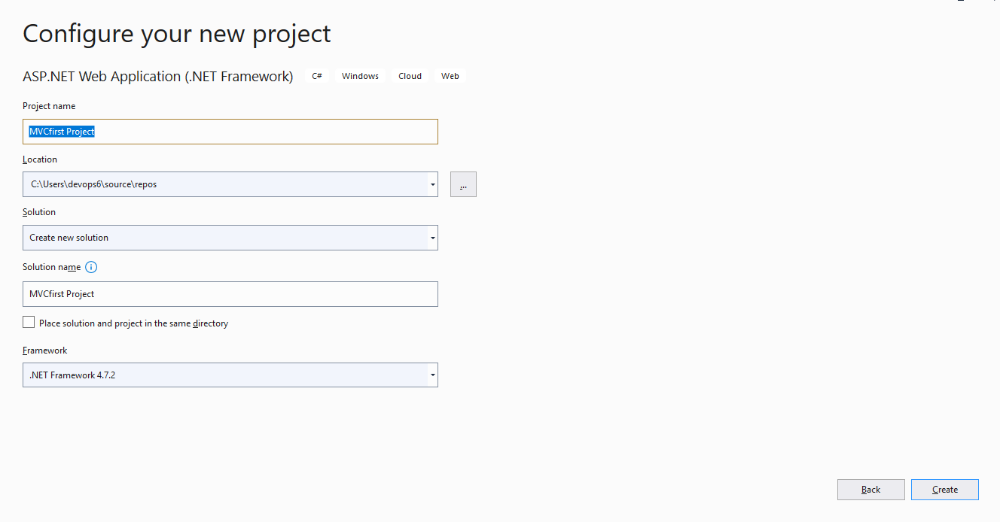 Configure your new project
ASP.NET Web Application (.NET Framework) C# Windows Cloud Web
Project name
MVCfirst Project
Location
C:\Users\devops6\source\repos
...
Solution
Create new solution
Solution name
MVCfirst Project
Place solution and project in the same directory
Framework
.NET Framework 4.7.2
Back Create